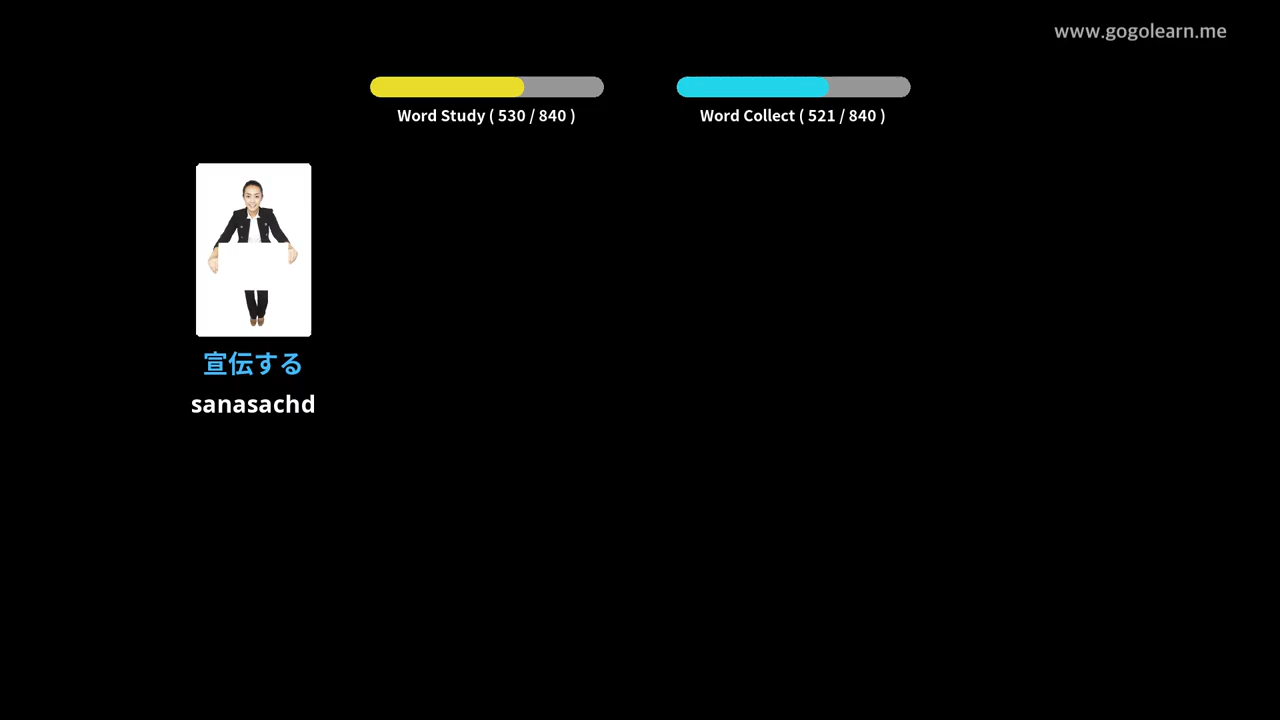 www.gogolearn.me
Word Study ( 530 / 840 )
Word Collect ( 521 / 840 )
宣伝する
sanasachd